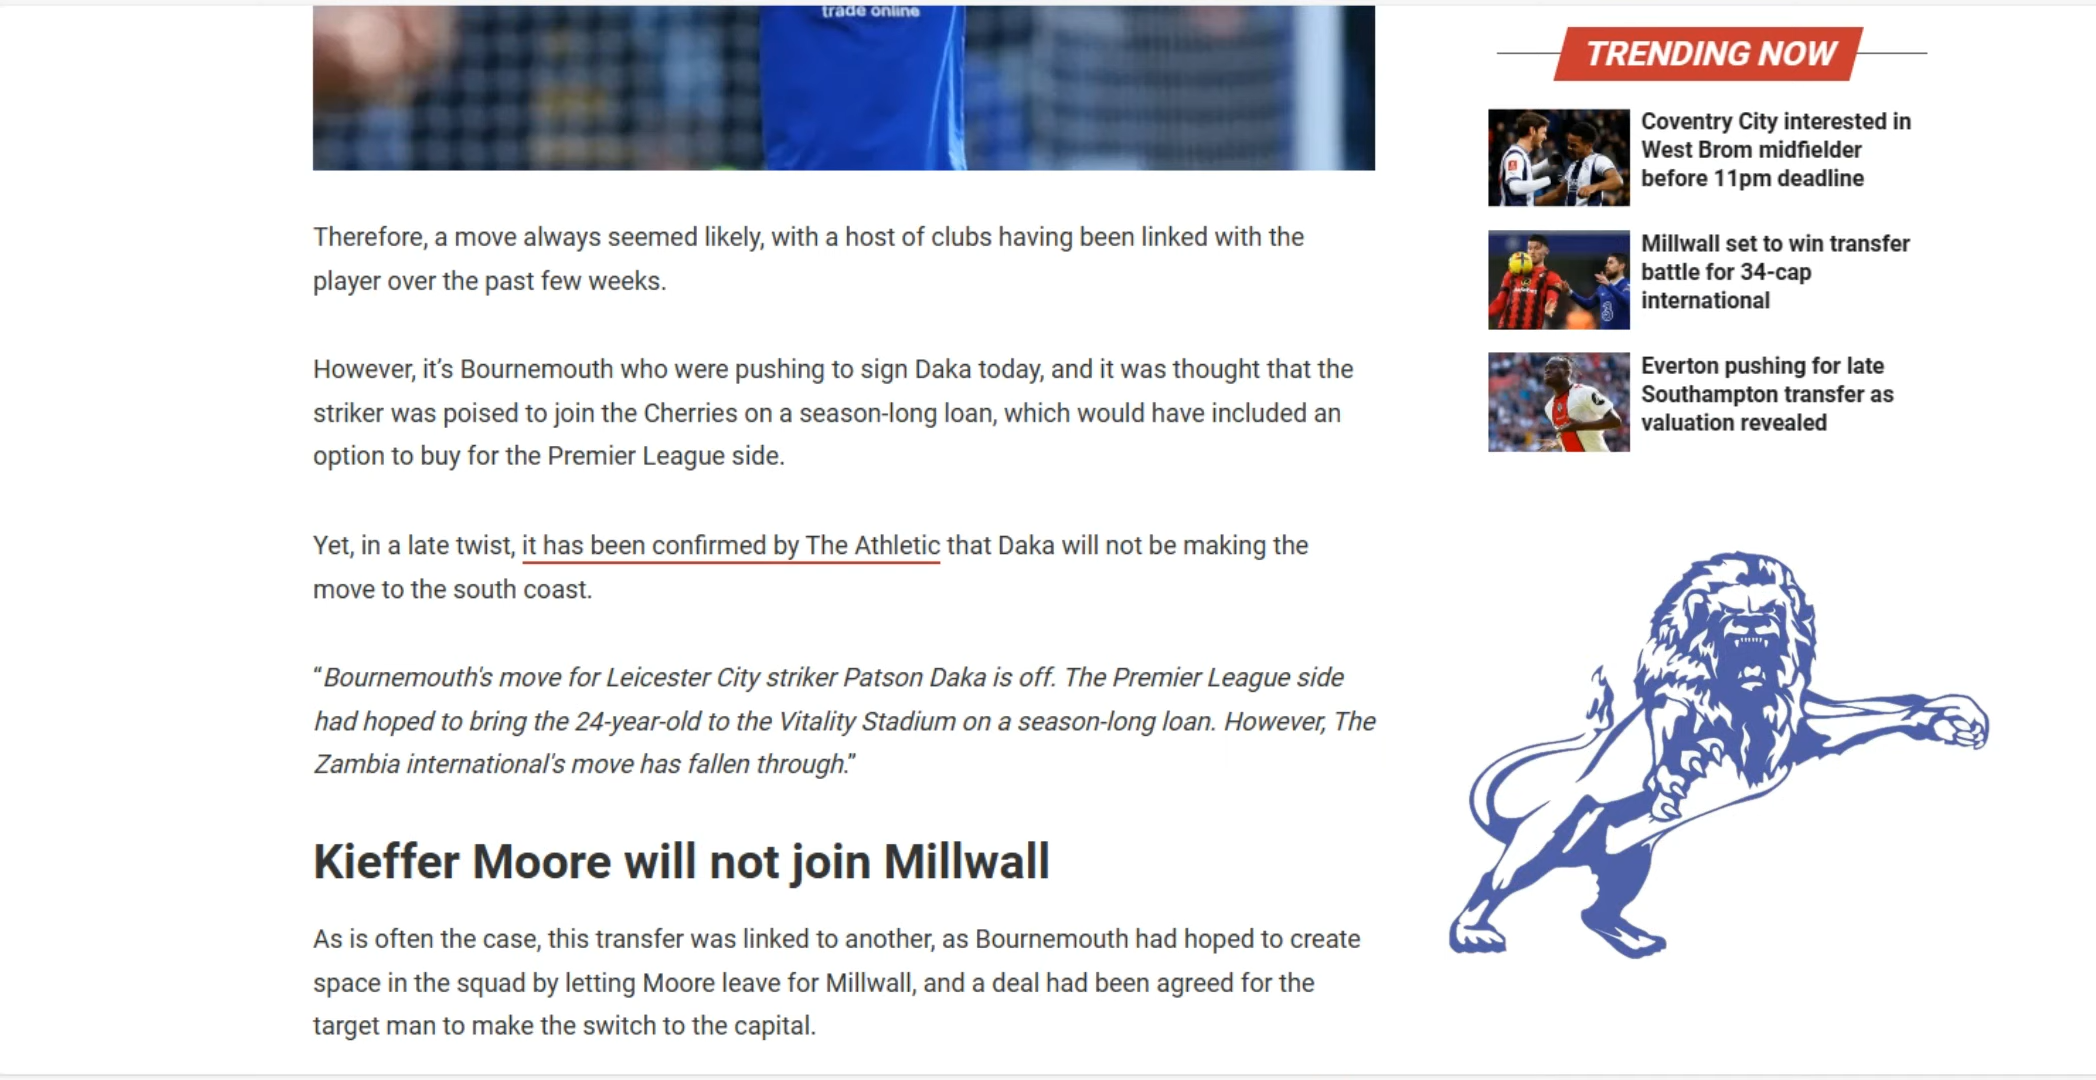 trade online
Therefore, a move always seemed likely, with a host of clubs having been linked with the
player over the past few weeks.
However, it’s Bournemouth who were pushing to sign Daka today, and it was thought that the
striker was poised to join the Cherries on a season-long loan, which would have included an
option to buy for the Premier League side.
Yet, in a late twist, it has been confirmed by The Athletic that Daka will not be making the
move to the south coast.
“Bournemouth's move for Leicester City striker Patson Daka is off. The Premier League side
had hoped to bring the 24-year-old to the Vitality Stadium on a season-long loan. However, The
Zambia international's move has fallen through.”
Kieffer Moore will not join Millwall
As is often the case, this transfer was linked to another, as Bournemouth had hoped to create
space in the squad by letting Moore leave for Millwall, and a deal had been agreed for the
target man to make the switch to the capital.
TRENDING NOW
Coventry City interested in
West Brom midfielder
before 11pm deadline
Millwall set to win transfer
battle for 34-cap
international
Everton pushing for late
Southampton transfer as
valuation revealed